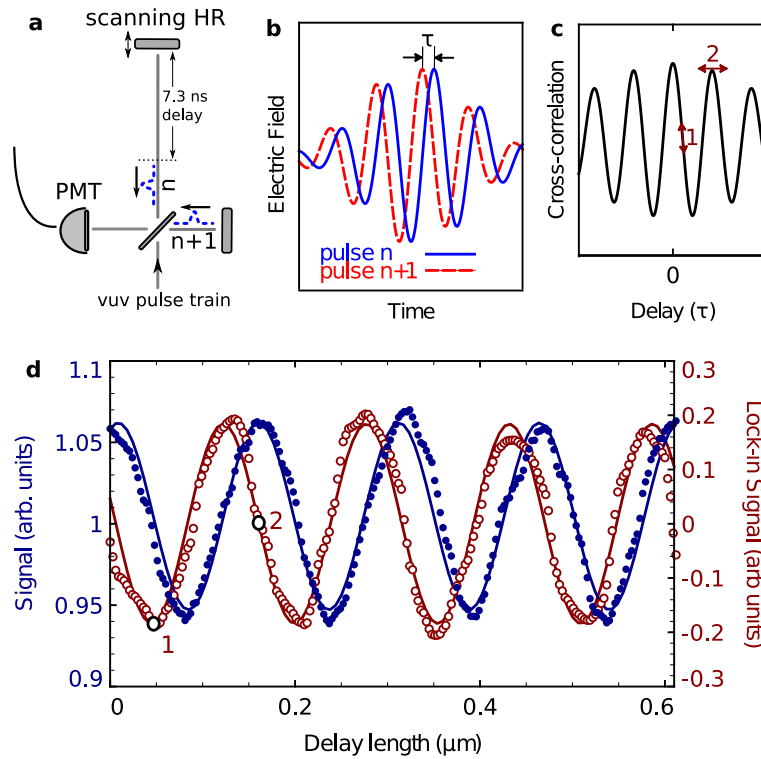 a
scanning HR
7.3 ns
delay
n
PMT
n+1
vuv pulse train
b
τ
Electric Field
pulse n
pulse n+1
Time
c
2
1
Cross-correlation
0
Delay (τ)
d
1.1
1.05
1
0.95
0.9
Signal (arb. units)
0.3
0.2
0.1
0
-0.1
-0.2
-0.3
Lock-in Signal (arb units)
2
1
0
0.2
0.4
0.6
Delay length (μm)